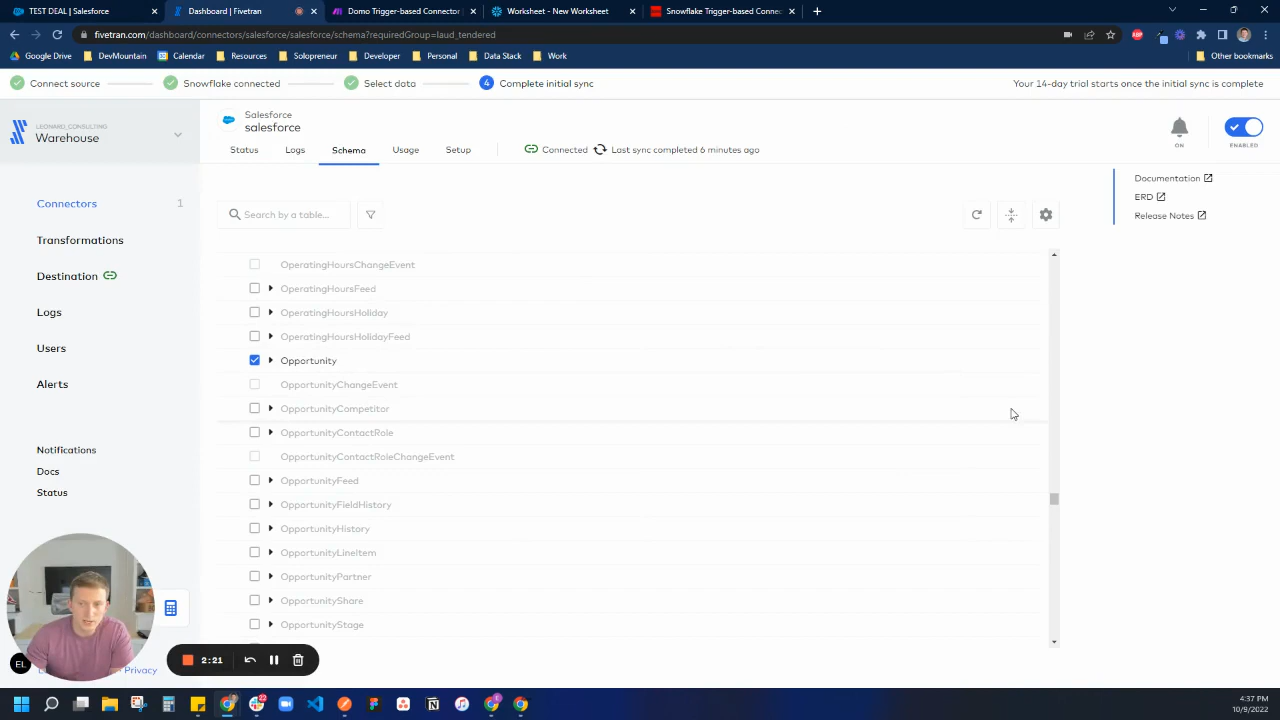 TEST DEAL | Salesforce
Dashboard | Fivetran
Domo Trigger-based Connector |
Worksheet - New Worksheet
Snowflake Trigger-based Connec
fivetran.com/dashboard/connectors/salesforce/salesforce/schema?requiredGroup=laud_tendered
Google Drive
DevMountain
Calendar
Resources
Solopreneur
Developer
Personal
Data Stack
Work
Other bookmarks
Connect source
Snowflake connected
Select data
4 Complete initial sync
Your 14-day trial starts once the initial sync is complete
LEONARD_CONSULTING
Warehouse
Salesforce
salesforce
ON
ENABLED
Status
Logs
Schema
Usage
Setup
Connected
Last sync completed 6 minutes ago
Connectors 1
Transformations
Destination
Logs
Users
Alerts
Notifications
Docs
Status
Search by a table...
Documentation
ERD
Release Notes
OperatingHoursChangeEvent
OperatingHoursFeed
OperatingHoursHoliday
OperatingHoursHolidayFeed
Opportunity
OpportunityChangeEvent
OpportunityCompetitor
OpportunityContactRole
OpportunityContactRoleChangeEvent
OpportunityFeed
OpportunityFieldHistory
OpportunityHistory
OpportunityLineItem
OpportunityPartner
OpportunityShare
OpportunityStage
EL
Privacy
2:21
22
4:37 PM
10/9/2022